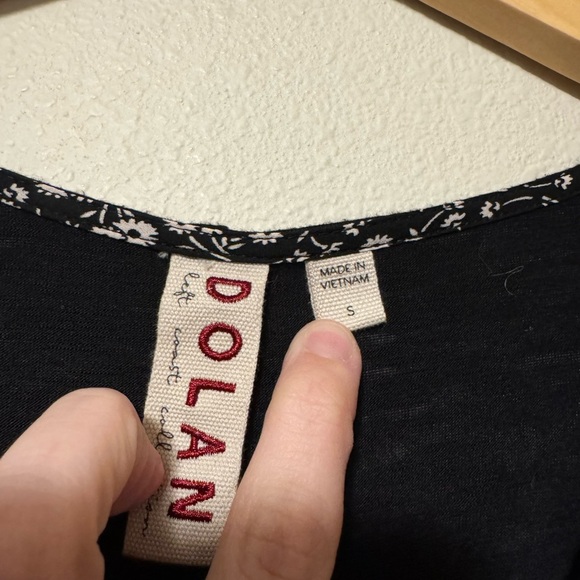 DOLAN
left coast
MADE IN
VIETNAM
S